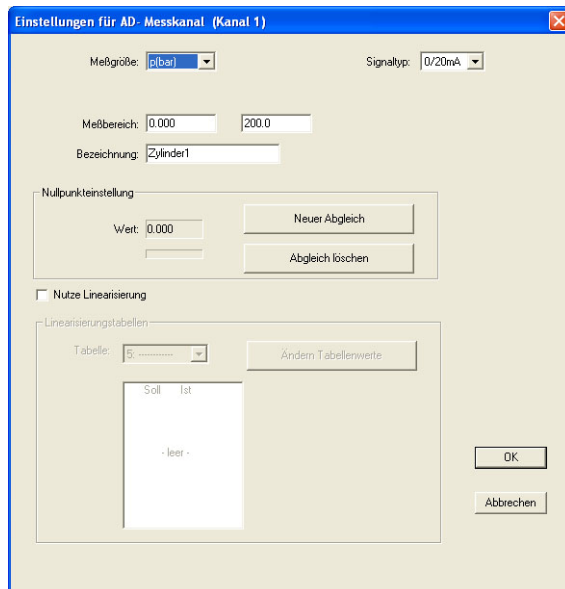 Einstellungen für AD- Messkanal (Kanal 1)
Meßgröße: p(bar) Signaltyp: 0/20mA
Meßbereich: 0.000 200.0
Bezeichnung: Zylinder1
Nullpunkteinstellung
Wert: 0.000 Neuer Abgleich
Abgleich löschen
Nutze Linearisierung
Linearisierungstabellen
Tabelle: 5: ----------- Ändern Tabellenwerte
Soll Ist
- leer -
OK
Abbrechen